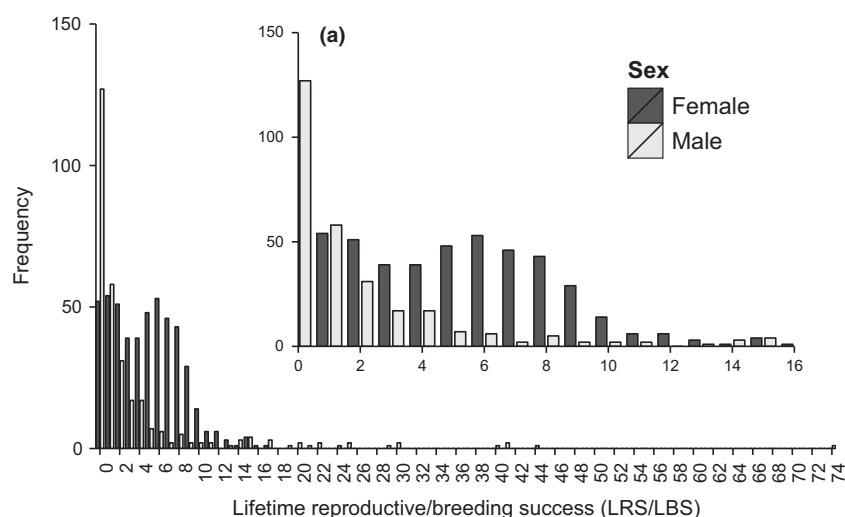 150
100
50
0
Frequency
0 2 4 6 8 10 12 14 16 18 20 22 24 26 28 30 32 34 36 38 40 42 44 46 48 50 52 54 56 58 60 62 64 66 68 70 72 74
Lifetime reproductive/breeding success (LRS/LBS)
(a)
150
100
50
0
0 2 4 6 8 10 12 14 16
Sex
Female
Male